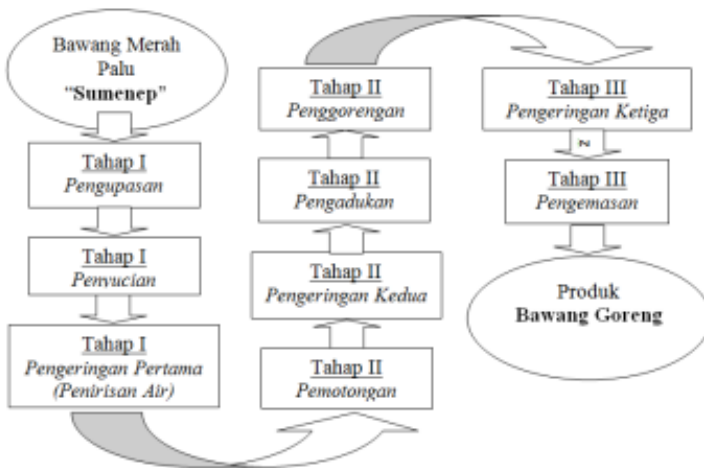 Bawang Merah
Palu
"Sumenep"
Tahap I
Pengupasan
Tahap I
Penyucian
Tahap I
Pengeringan Pertama
(Penirisan Air)
Tahap II
Pemotongan
Tahap II
Pengeringan Kedua
Tahap II
Pengadukan
Tahap II
Penggorengan
Tahap III
Pengeringan Ketiga
z
Tahap III
Pengemasan
Produk
Bawang Goreng